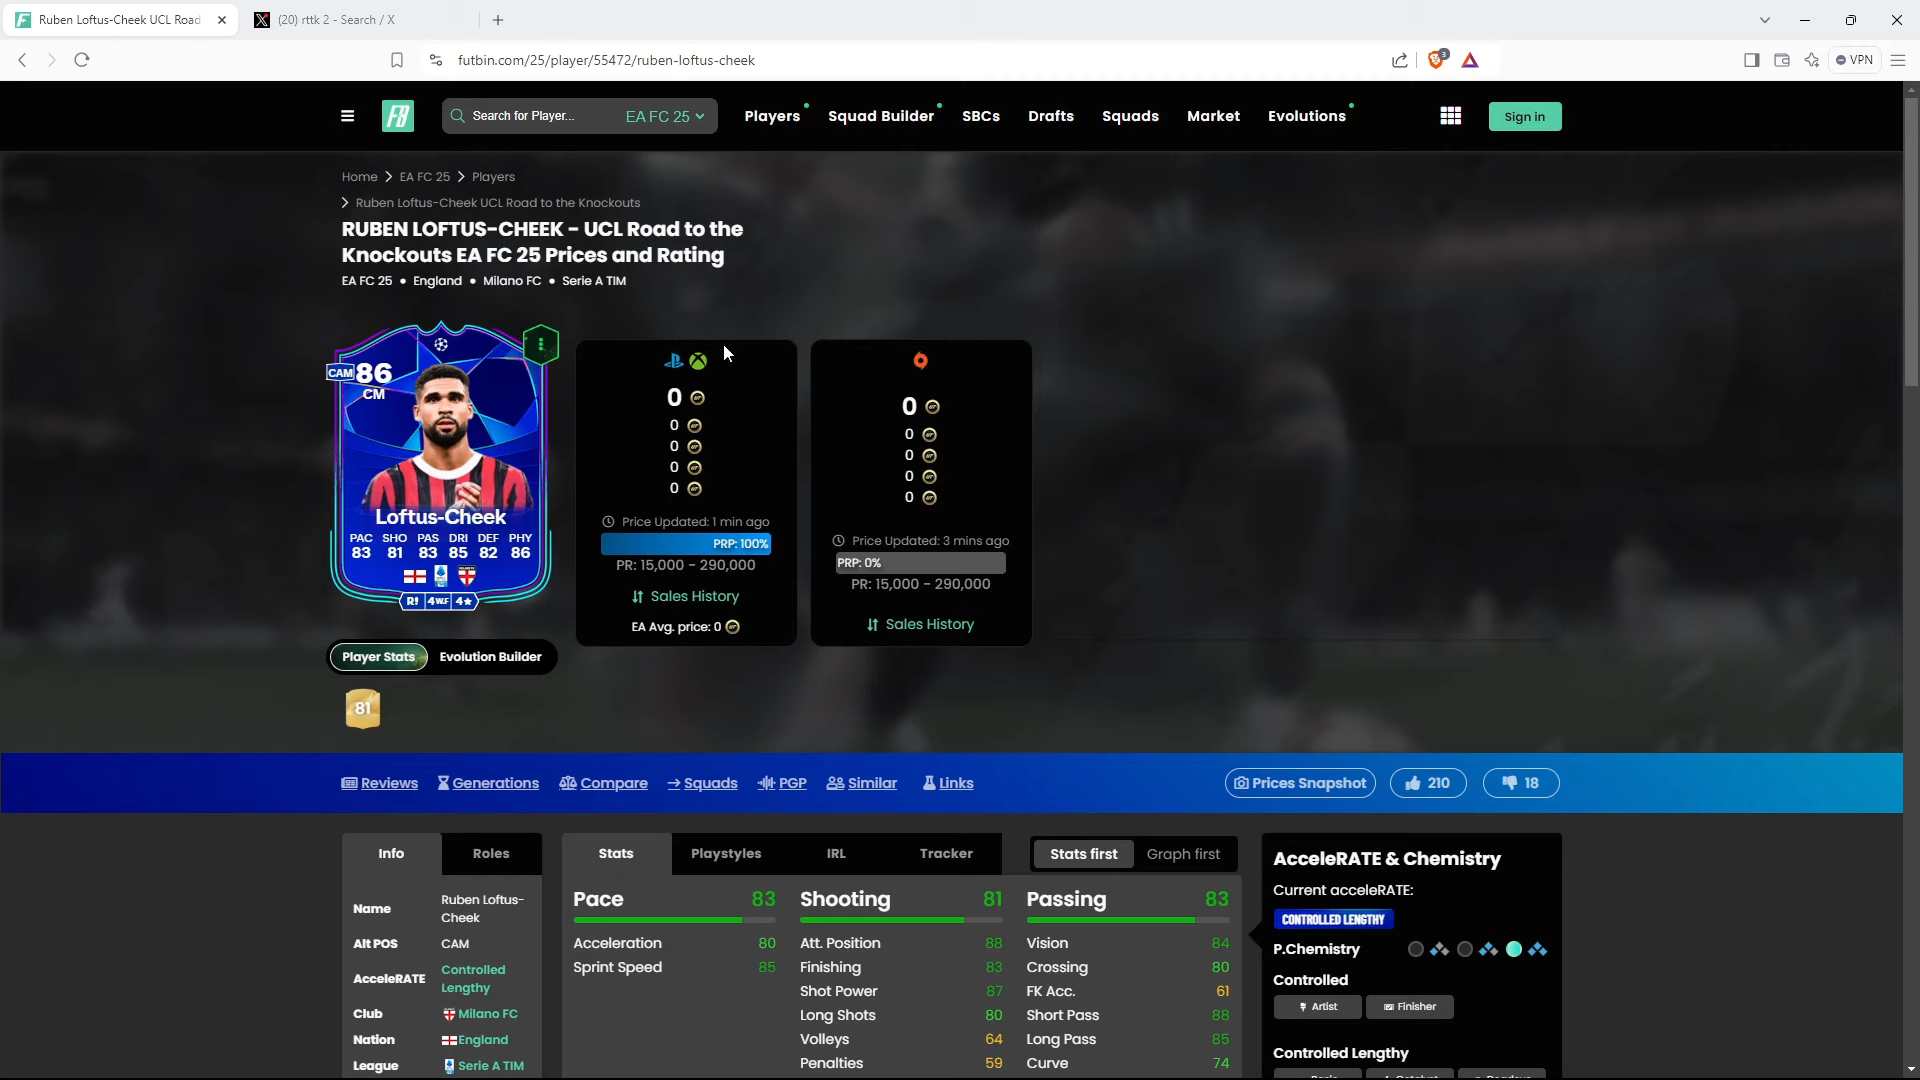 Ruben Loftus-Cheek UCL Road
(20) rttk 2 - Search / X
futbin.com/25/player/55472/ruben-loftus-cheek
3
VPN
Search for Player...
EA FC 25
Players
Squad Builder
SBCs
Drafts
Squads
Market
Evolutions
Sign in
Home
EA FC 25
Players
Ruben Loftus-Cheek UCL Road to the Knockouts
RUBEN LOFTUS-CHEEK - UCL Road to the
Knockouts EA FC 25 Prices and Rating
EA FC 25 • England • Milano FC • Serie A TIM
CAM 86
CM
Loftus-Cheek
PAC SHO PAS DRI DEF PHY
83 81 83 85 82 86
R! 4WF 4★
0
0
0
0
0
Price Updated: 1 min ago
PRP: 100%
PR: 15,000 - 290,000
Sales History
EA Avg. price: 0
0
0
0
0
0
Price Updated: 3 mins ago
PRP: 0%
PR: 15,000 - 290,000
Sales History
Player Stats
Evolution Builder
81
Reviews
Generations
Compare
Squads
PGP
Similar
Links
Prices Snapshot
210
18
Info
Roles
Name Ruben Loftus-
Cheek
Alt POS CAM
AcceleRATE Controlled
Lengthy
Club Milano FC
Nation England
League Serie A TIM
Stats
Playstyles
IRL
Tracker
Stats first
Graph first
Pace 83
Acceleration 80
Sprint Speed 85
Shooting 81
Att. Position 88
Finishing 83
Shot Power 87
Long Shots 80
Volleys 64
Penalties 59
Passing 83
Vision 84
Crossing 80
FK Acc. 61
Short Pass 88
Long Pass 85
Curve 74
AcceleRATE & Chemistry
Current acceleRATE:
CONTROLLED LENGTHY
P.Chemistry
Controlled
Artist
Finisher
Controlled Lengthy